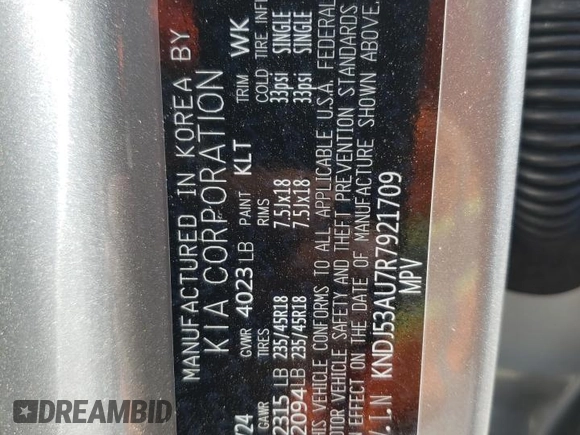 MANUFACTURED IN KOREA BY
KIA CORPORATION
/24 GVWR 4023 LB PAINT KLT TRIM WK
GAWR TIRES RIMS COLD TIRE INFL
2315 LB 235/45R18 7.5Jx18 33psi SINGLE
2094 LB 235/45R18 7.5Jx18 33psi SINGLE
THIS VEHICLE CONFORMS TO ALL APPLICABLE U.S.A. FEDERAL
MOTOR VEHICLE SAFETY AND THEFT PREVENTION STANDARDS
EFFECT ON THE DATE OF MANUFACTURE SHOWN ABOVE.
V.I.N KNDJ53AU7R7921709
MPV
DREAMBID